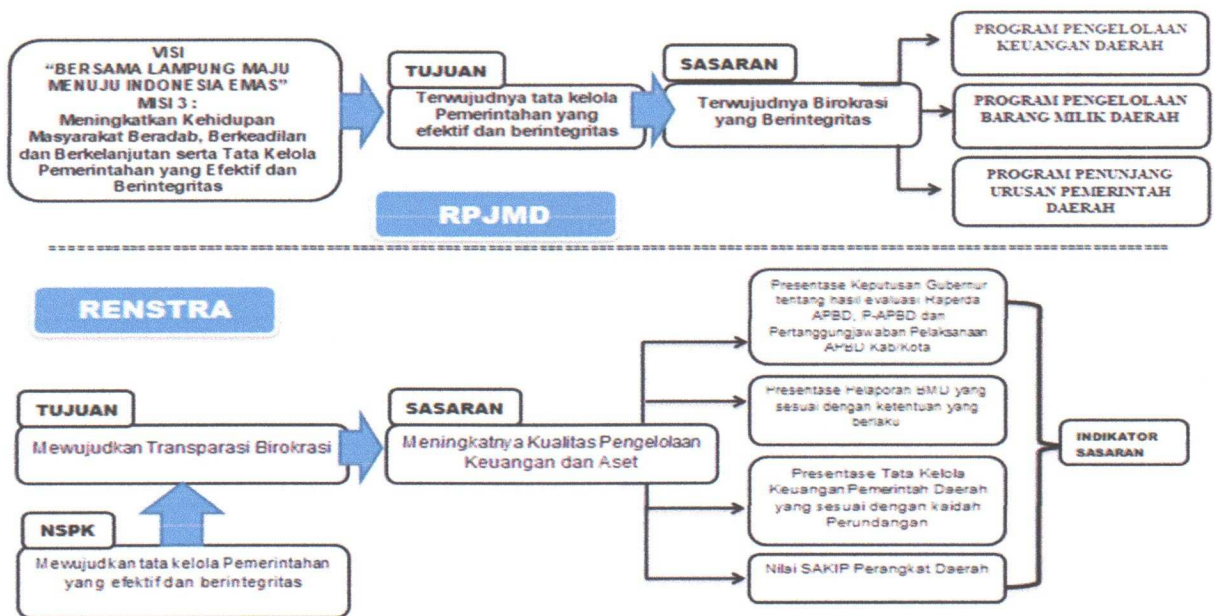 VISI
"BERSAMA LAMPUNG MAJU
MENUJU INDONESIA EMAS"
MISI 3 :
Meningkatkan Kehidupan
Masyarakat Beradab, Berkeadilan
dan Berkelanjutan serta Tata Kelola
Pemerintahan yang Efektif dan
Berintegritas
TUJUAN
Terwujudnya tata kelola
Pemerintahan yang
efektif dan berintegritas
SASARAN
Terwujudnya Birokrasi
yang Berintegritas
PROGRAM PENGELOLAAN
KEUANGAN DAERAH
PROGRAM PENGELOLAAN
BARANG MILIK DAERAH
PROGRAM PENUNJANG
URUSAN PEMERINTAH
DAERAH
RPJMD
RENSTRA
TUJUAN
Mewujudkan Transparasi Birokrasi
NSPK
Mewujudkan tata kelola Pemerintahan
yang efektif dan berintegritas
SASARAN
Meningkatnya Kualitas Pengelolaan
Keuangan dan Aset
Presentase Keputusan Gubernur
tentang hasil evaluasi Raperda
APBD, P-APBD dan
Pertanggungjawaban Pelaksanaan
APBD Kab/Kota
Presentase Pelaporan BMD yang
sesuai dengan ketentuan yang
berlaku
Presentase Tata Kelola
Keuangan Pemerintah Daerah
yang sesuai dengan kaidah
Perundangan
Nilai SAKIP Perangkat Daerah
INDIKATOR
SASARAN